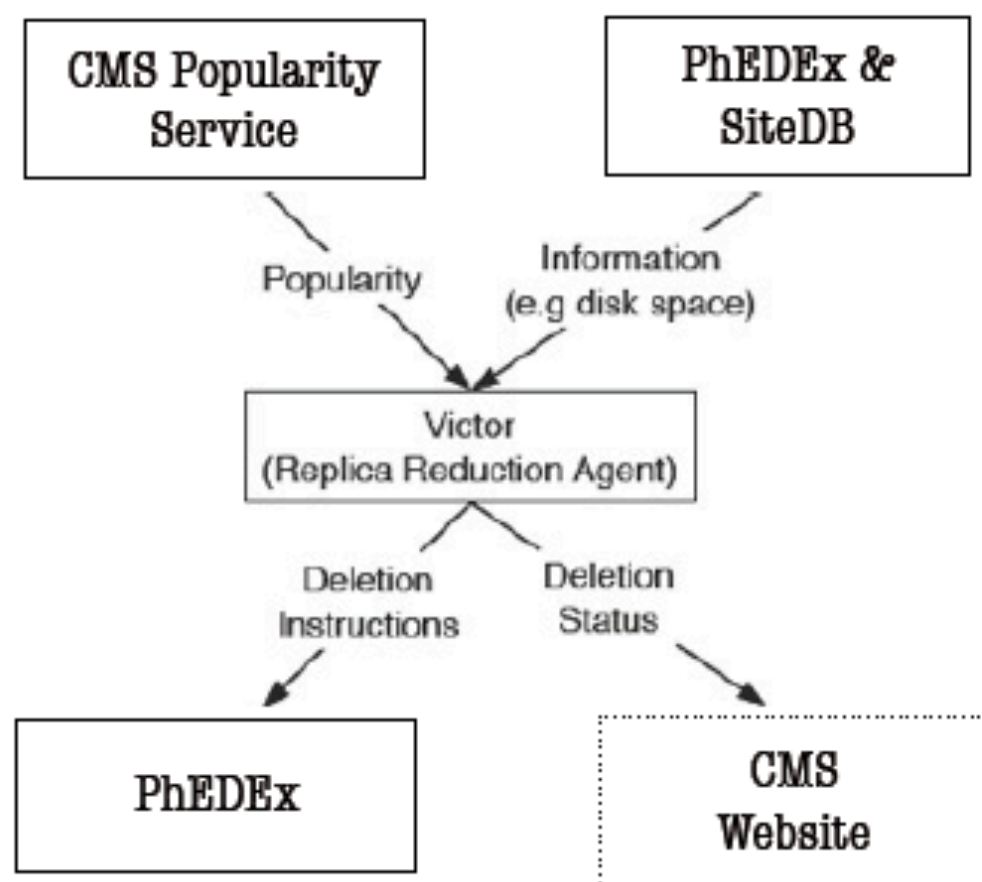 CMS Popularity
Service
PhEDEx &
SiteDB
Popularity
Information
(e.g disk space)
Victor
(Replica Reduction Agent)
Deletion
Instructions
Deletion
Status
PhEDEx
CMS
Website